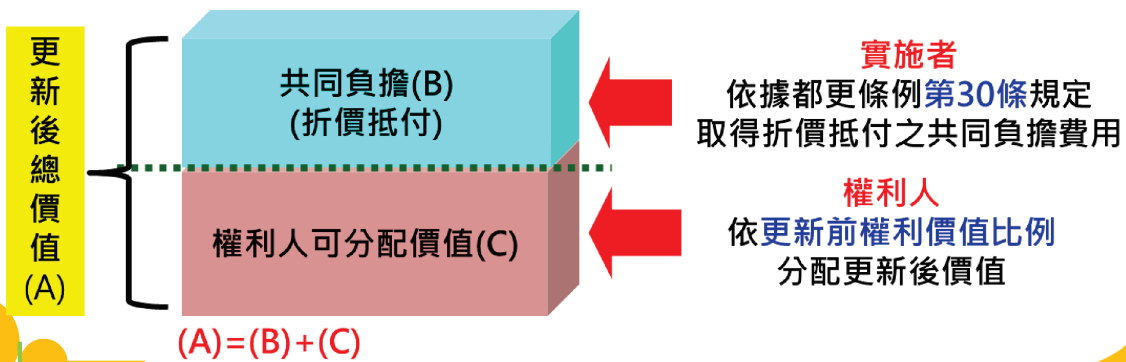 更新後總價值(A)
共同負擔(B)
(折價抵付)
權利人可分配價值(C)
(A)=(B)+(C)
實施者
依據都更條例第30條規定
取得折價抵付之共同負擔費用
權利人
依更新前權利價值比例
分配更新後價值